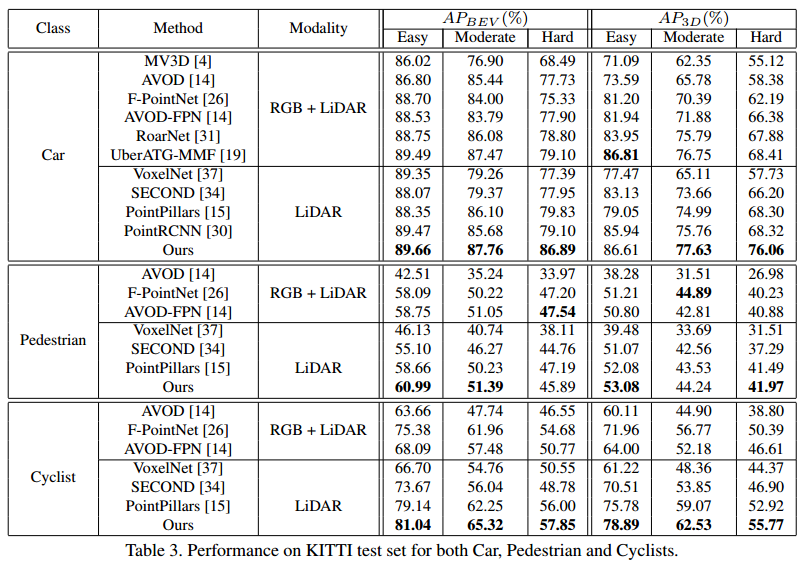 Class Method Modality AP_BEV(%) AP_3D(%)
Easy Moderate Hard Easy Moderate Hard
MV3D [4] 86.02 76.90 68.49 71.09 62.35 55.12
AVOD [14] 86.80 85.44 77.73 73.59 65.78 58.38
F-PointNet [26] 88.70 84.00 75.33 81.20 70.39 62.19
AVOD-FPN [14] RGB + LiDAR 88.53 83.79 77.90 81.94 71.88 66.38
RoarNet [31] 88.75 86.08 78.80 83.95 75.79 67.88
Car UberATG-MMF [19] 89.49 87.47 79.10 86.81 76.75 68.41
VoxelNet [37] 89.35 79.26 77.39 77.47 65.11 57.73
SECOND [34] 88.07 79.37 77.95 83.13 73.66 66.20
PointPillars [15] LiDAR 88.35 86.10 79.83 79.05 74.99 68.30
PointRCNN [30] 89.47 85.68 79.10 85.94 75.76 68.32
Ours 89.66 87.76 86.89 86.61 77.63 76.06
AVOD [14] 42.51 35.24 33.97 38.28 31.51 26.98
F-PointNet [26] RGB + LiDAR 58.09 50.22 47.20 51.21 44.89 40.23
AVOD-FPN [14] 58.75 51.05 47.54 50.80 42.81 40.88
Pedestrian VoxelNet [37] 46.13 40.74 38.11 39.48 33.69 31.51
SECOND [34] 55.10 46.27 44.76 51.07 42.56 37.29
PointPillars [15] LiDAR 58.66 50.23 47.19 52.08 43.53 41.49
Ours 60.99 51.39 45.89 53.08 44.24 41.97
AVOD [14] 63.66 47.74 46.55 60.11 44.90 38.80
F-PointNet [26] RGB + LiDAR 75.38 61.96 54.68 71.96 56.77 50.39
AVOD-FPN [14] 68.09 57.48 50.77 64.00 52.18 46.61
Cyclist VoxelNet [37] 66.70 54.76 50.55 61.22 48.36 44.37
SECOND [34] 73.67 56.04 48.78 70.51 53.85 46.90
PointPillars [15] LiDAR 79.14 62.25 56.00 75.78 59.07 52.92
Ours 81.04 65.32 57.85 78.89 62.53 55.77
Table 3. Performance on KITTI test set for both Car, Pedestrian and Cyclists.